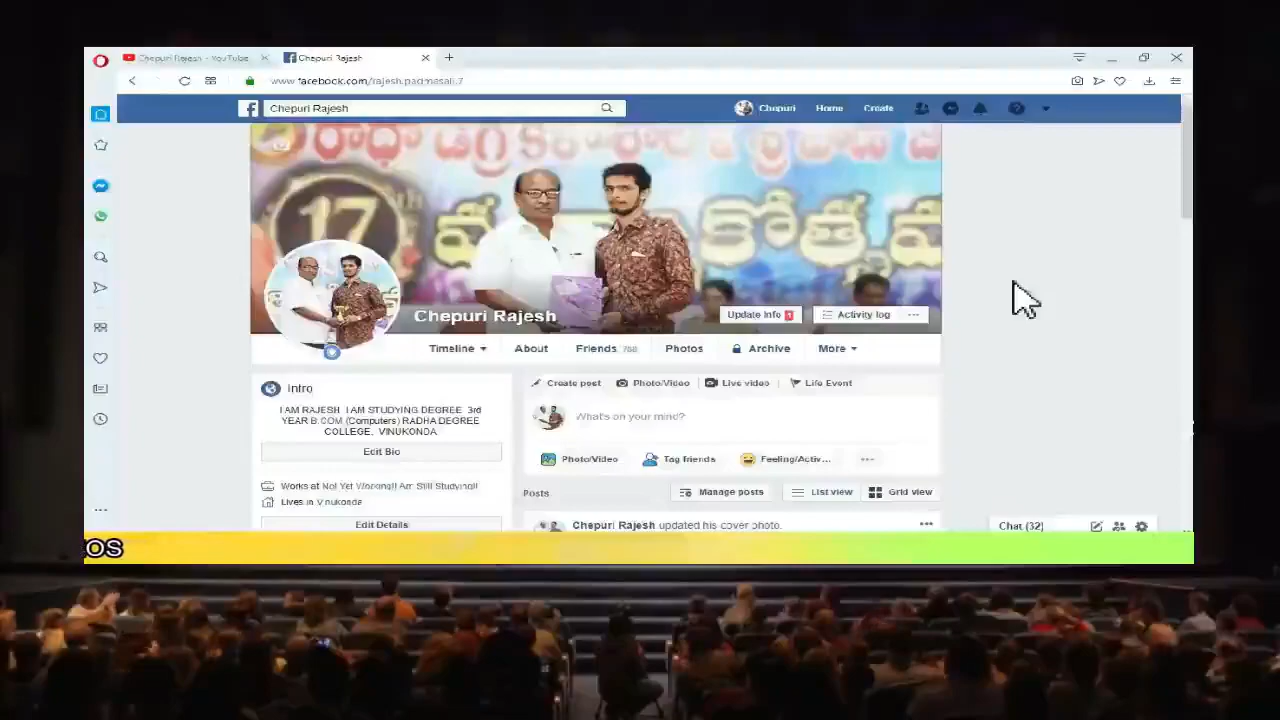 Chepuri Rajesh - YouTube
Chepuri Rajesh
www.facebook.com/rajesh.padmasali.7
Chepuri Rajesh
Chepuri Home Create
రాధా డిగ్రీ
17th
Chepuri Rajesh
Update Info 1
Activity log
Timeline About Friends 768 Photos Archive More
Intro
I AM RAJESH I AM STUDYING DEGREE 3rd
YEAR B.COM (Computers) RADHA DEGREE
COLLEGE, VINUKONDA
Edit Bio
Works at Not Yet Working!! Am Still Studying!!
Lives in Vinukonda
Edit Details
Create post Photo/Video Live video Life Event
What's on your mind?
Photo/Video Tag friends Feeling/Activ...
Posts Manage posts List view Grid view
Chepuri Rajesh updated his cover photo.
Chat (32)
OS